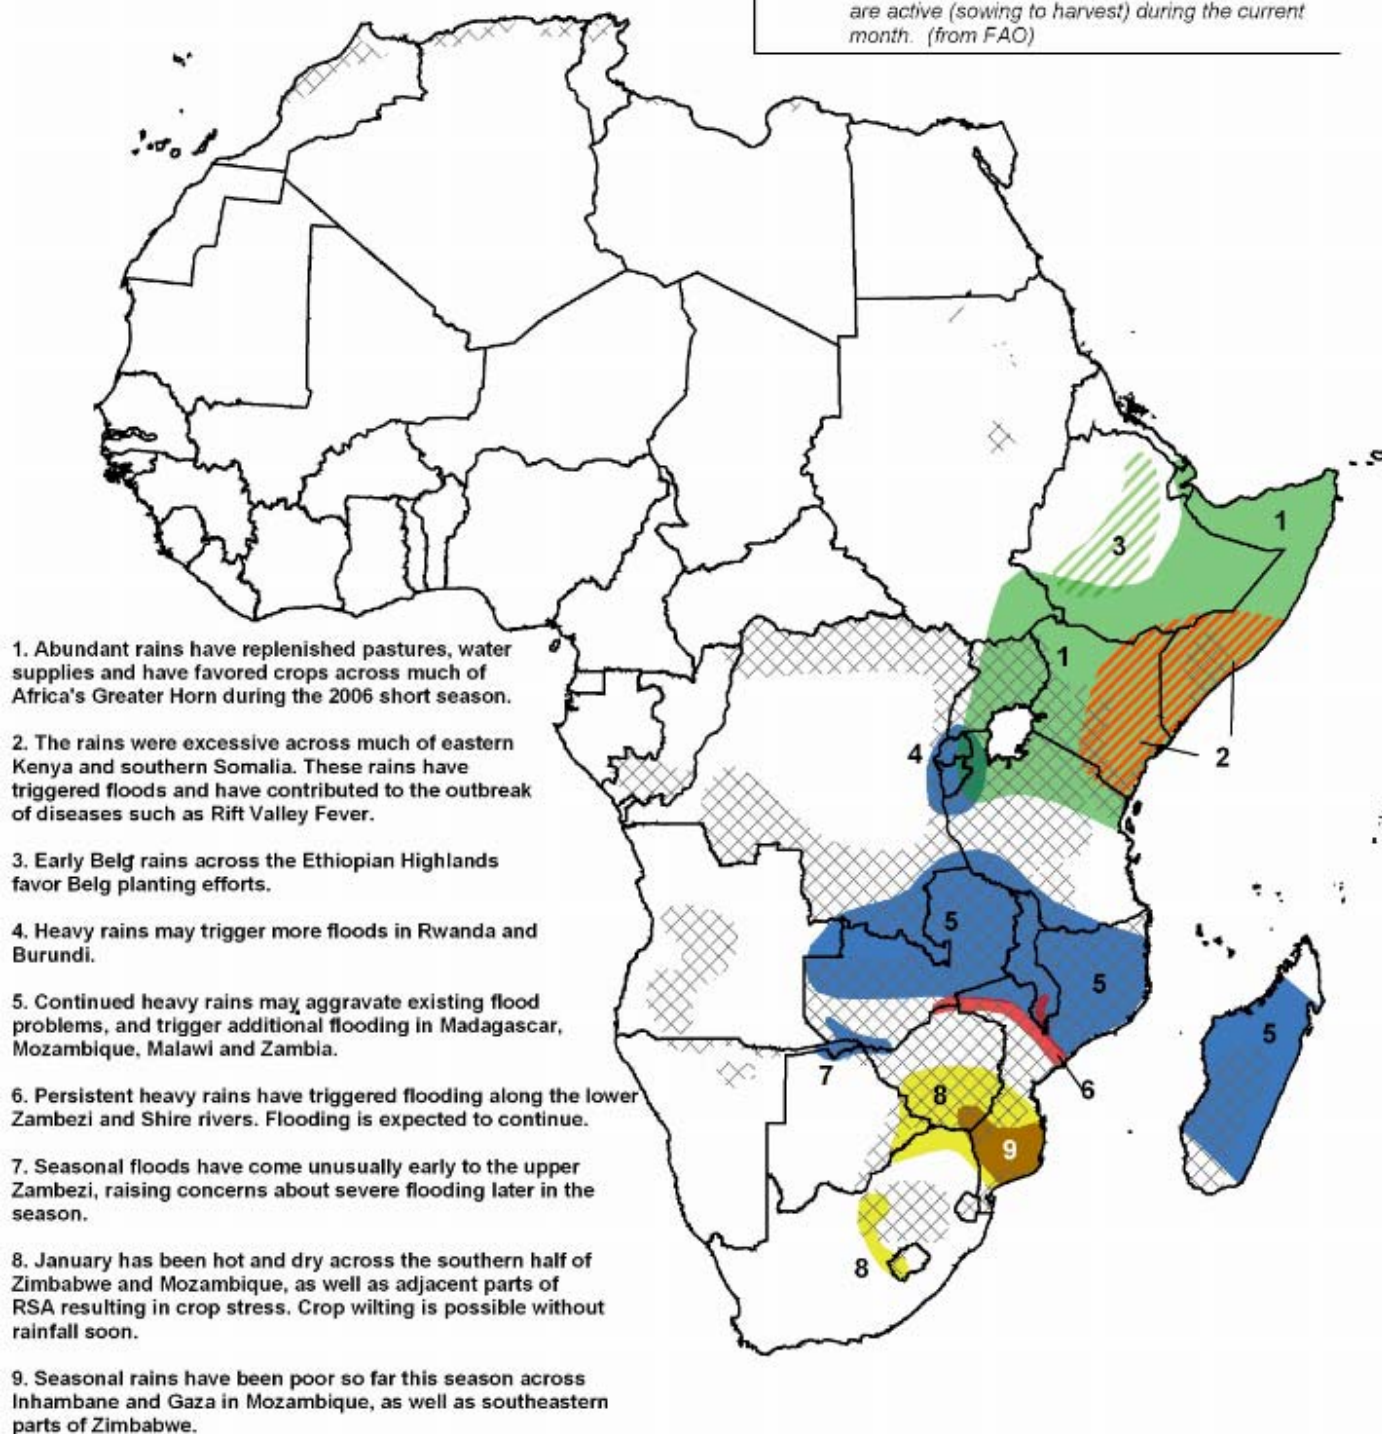 are active (sowing to harvest) during the current
month. (from FAO)
1
3
1
2
4
5
5
5
7
6
8
9
8
1. Abundant rains have replenished pastures, water
supplies and have favored crops across much of
Africa's Greater Horn during the 2006 short season.
2. The rains were excessive across much of eastern
Kenya and southern Somalia. These rains have
triggered floods and have contributed to the outbreak
of diseases such as Rift Valley Fever.
3. Early Belg rains across the Ethiopian Highlands
favor Belg planting efforts.
4. Heavy rains may trigger more floods in Rwanda and
Burundi.
5. Continued heavy rains may aggravate existing flood
problems, and trigger additional flooding in Madagascar,
Mozambique, Malawi and Zambia.
6. Persistent heavy rains have triggered flooding along the lower
Zambezi and Shire rivers. Flooding is expected to continue.
7. Seasonal floods have come unusually early to the upper
Zambezi, raising concerns about severe flooding later in the
season.
8. January has been hot and dry across the southern half of
Zimbabwe and Mozambique, as well as adjacent parts of
RSA resulting in crop stress. Crop wilting is possible without
rainfall soon.
9. Seasonal rains have been poor so far this season across
Inhambane and Gaza in Mozambique, as well as southeastern
parts of Zimbabwe.